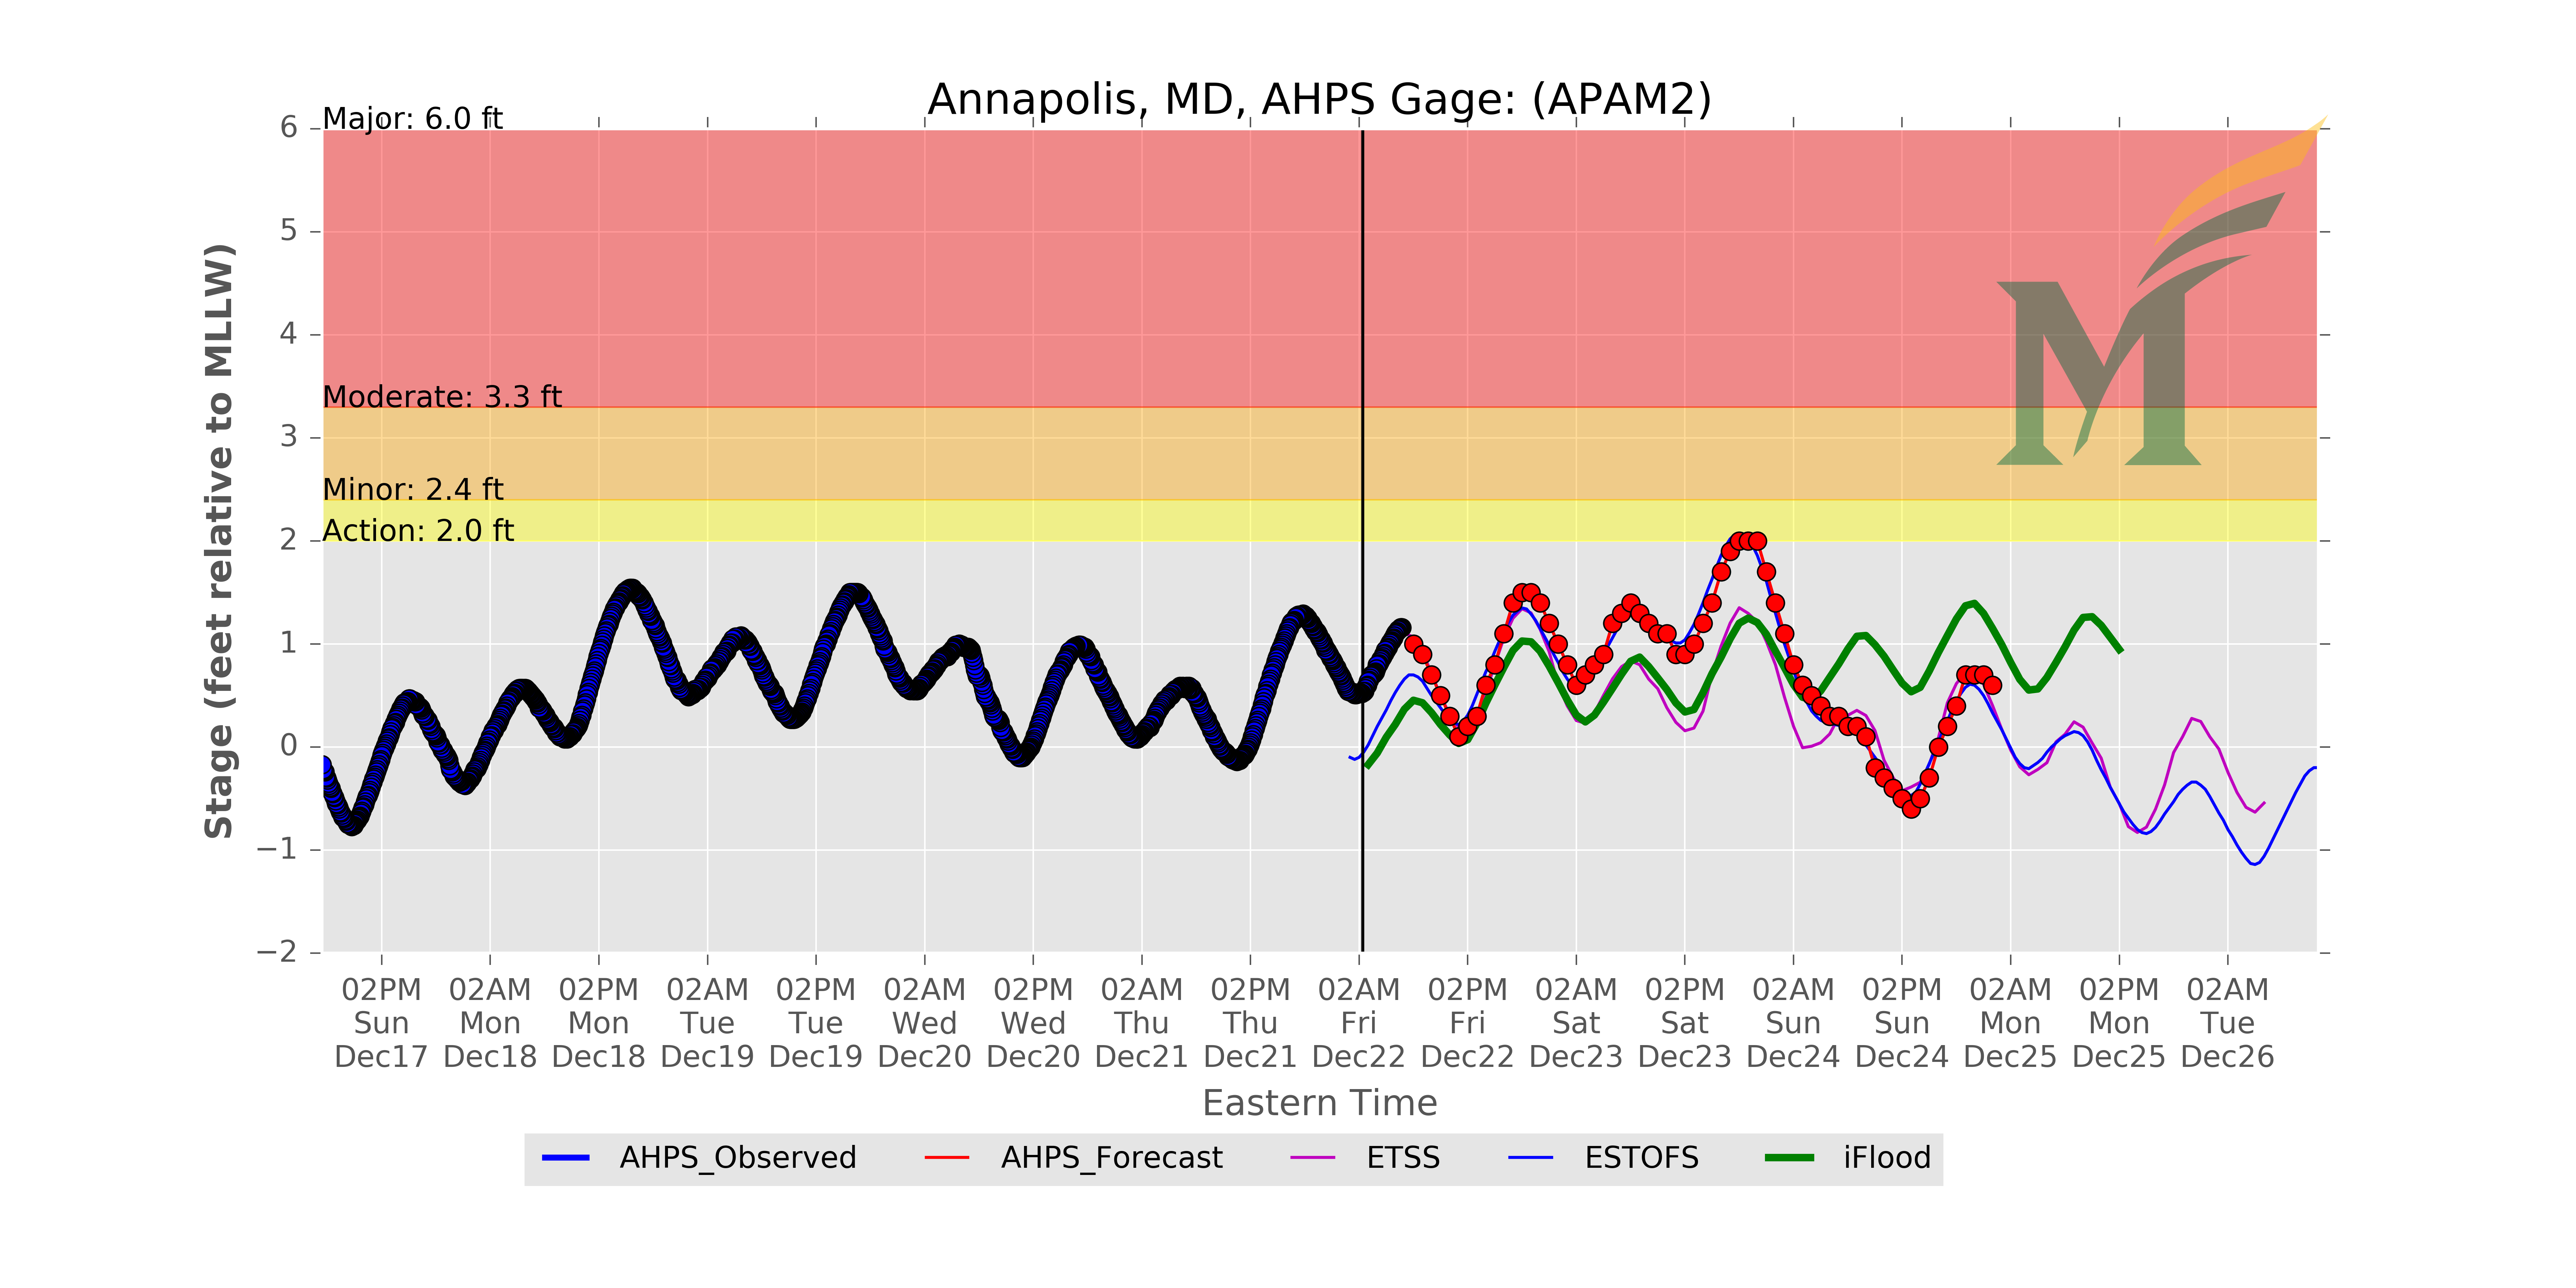 Annapolis, MD, AHPS Gage: (APAM2)
Major: 6.0 ft
Moderate: 3.3 ft
Minor: 2.4 ft
Action: 2.0 ft
Stage (feet relative to MLLW)
6
5
4
3
2
1
0
−1
−2
02PM 02AM 02PM 02AM 02PM 02AM 02PM 02AM 02PM 02AM 02PM 02AM 02PM 02AM 02PM 02AM 02PM 02AM
Sun Mon Mon Tue Tue Wed Wed Thu Thu Fri Fri Sat Sat Sun Sun Mon Mon Tue
Dec17 Dec18 Dec18 Dec19 Dec19 Dec20 Dec20 Dec21 Dec21 Dec22 Dec22 Dec23 Dec23 Dec24 Dec24 Dec25 Dec25 Dec26
Eastern Time
AHPS_Observed AHPS_Forecast ETSS ESTOFS iFlood
M